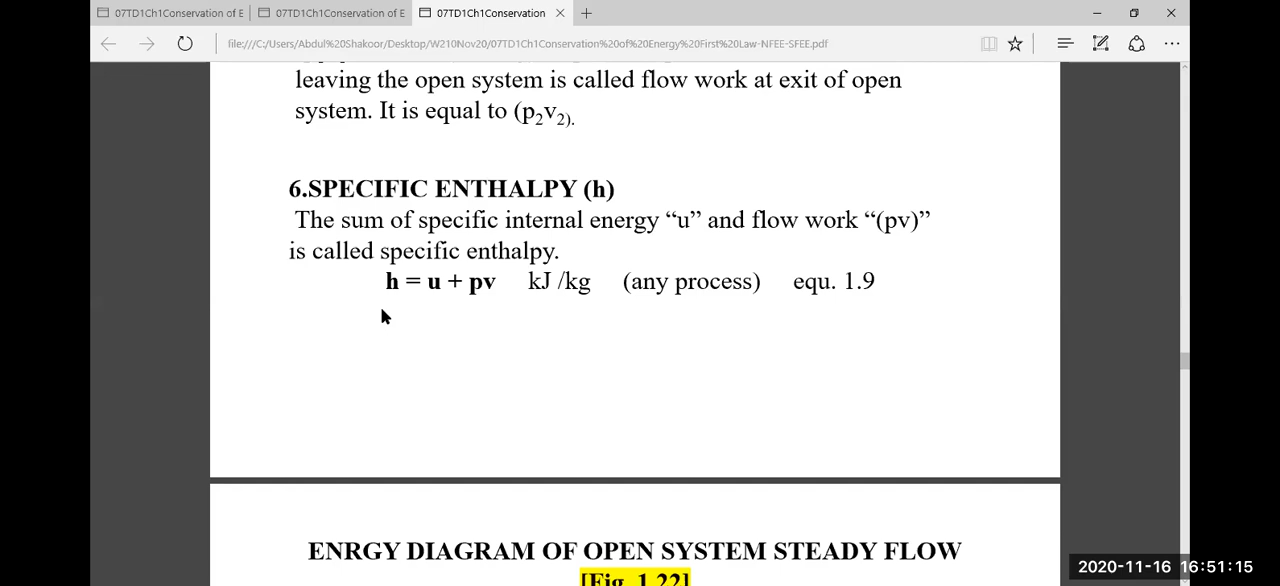 07TD1Ch1Conservation of E
07TD1Ch1Conservation of E
07TD1Ch1Conservation
file:///C:/Users/Abdul%20Shakoor/Desktop/W210Nov20/07TD1Ch1Conservation%20of%20Energy%20First%20Law-NFEE-SFEE.pdf
leaving the open system is called flow work at exit of open
system. It is equal to (p₂v₂).
6.SPECIFIC ENTHALPY (h)
The sum of specific internal energy “u” and flow work “(pv)”
is called specific enthalpy.
h = u + pv kJ /kg (any process) equ. 1.9
ENRGY DIAGRAM OF OPEN SYSTEM STEADY FLOW
[Fig. 1.22]
2020-11-16 16:51:15